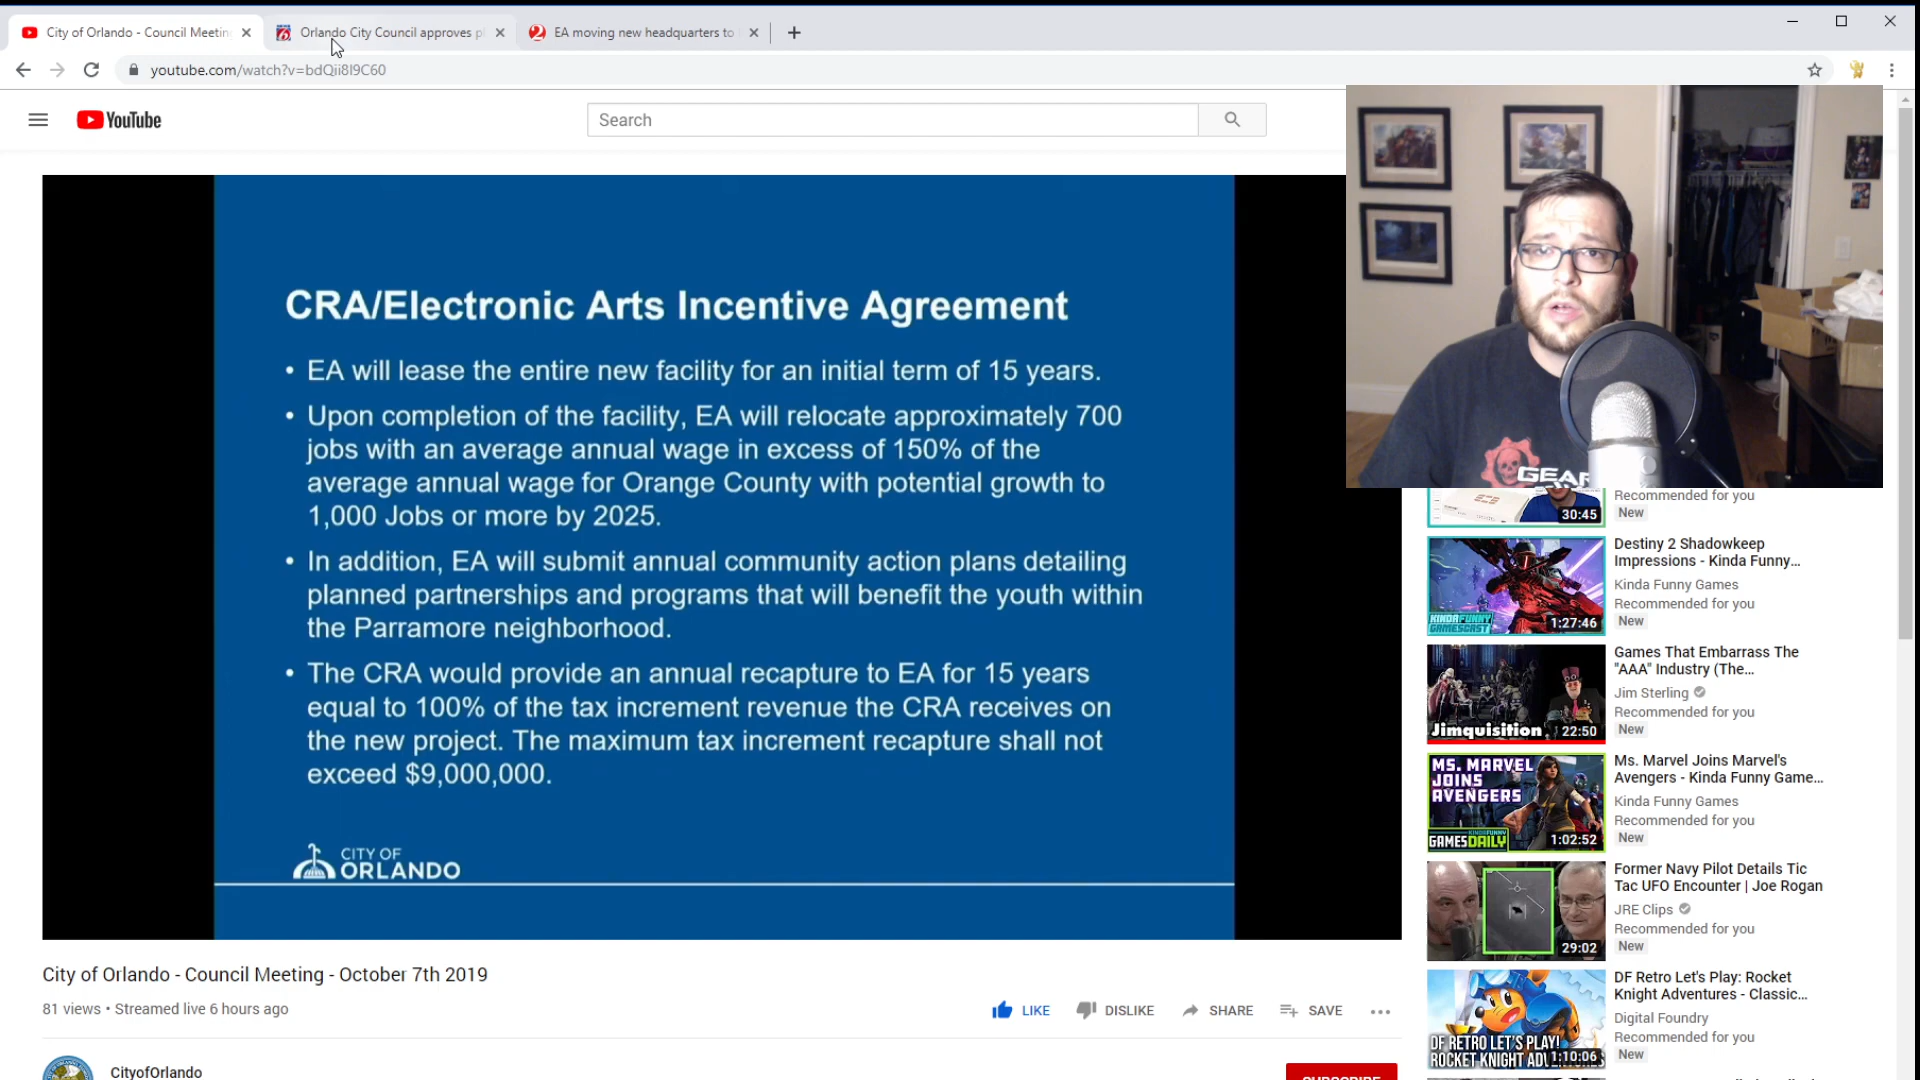 City of Orlando - Council Meetin
Orlando City Council approves p
EA moving new headquarters to
youtube.com/watch?v=bdQii8I9C60
YouTube
Search
CRA/Electronic Arts Incentive Agreement
• EA will lease the entire new facility for an initial term of 15 years.
• Upon completion of the facility, EA will relocate approximately 700
jobs with an average annual wage in excess of 150% of the
average annual wage for Orange County with potential growth to
1,000 Jobs or more by 2025.
• In addition, EA will submit annual community action plans detailing
planned partnerships and programs that will benefit the youth within
the Parramore neighborhood.
• The CRA would provide an annual recapture to EA for 15 years
equal to 100% of the tax increment revenue the CRA receives on
the new project. The maximum tax increment recapture shall not
exceed $9,000,000.
CITY OF
ORLANDO
City of Orlando - Council Meeting - October 7th 2019
81 views • Streamed live 6 hours ago
LIKE
DISLIKE
SHARE
SAVE
CityofOrlando
SUBSCRIBE
GEAR
Recommended for you
New
30:45
Destiny 2 Shadowkeep
Impressions - Kinda Funny...
Kinda Funny Games
Recommended for you
New
KINDA FUNNY
GAMESCAST
1:27:46
Games That Embarrass The
"AAA" Industry (The...
Jim Sterling
Recommended for you
New
Jimquisition
22:50
Ms. Marvel Joins Marvel's
Avengers - Kinda Funny Game...
Kinda Funny Games
Recommended for you
New
MS. MARVEL
JOINS
AVENGERS
KINDA FUNNY
GAMESDAILY
1:02:52
Former Navy Pilot Details Tic
Tac UFO Encounter | Joe Rogan
JRE Clips
Recommended for you
New
29:02
DF Retro Let's Play: Rocket
Knight Adventures - Classic...
Digital Foundry
Recommended for you
New
DF RETRO LET'S PLAY!
ROCKET KNIGHT
1:10:06